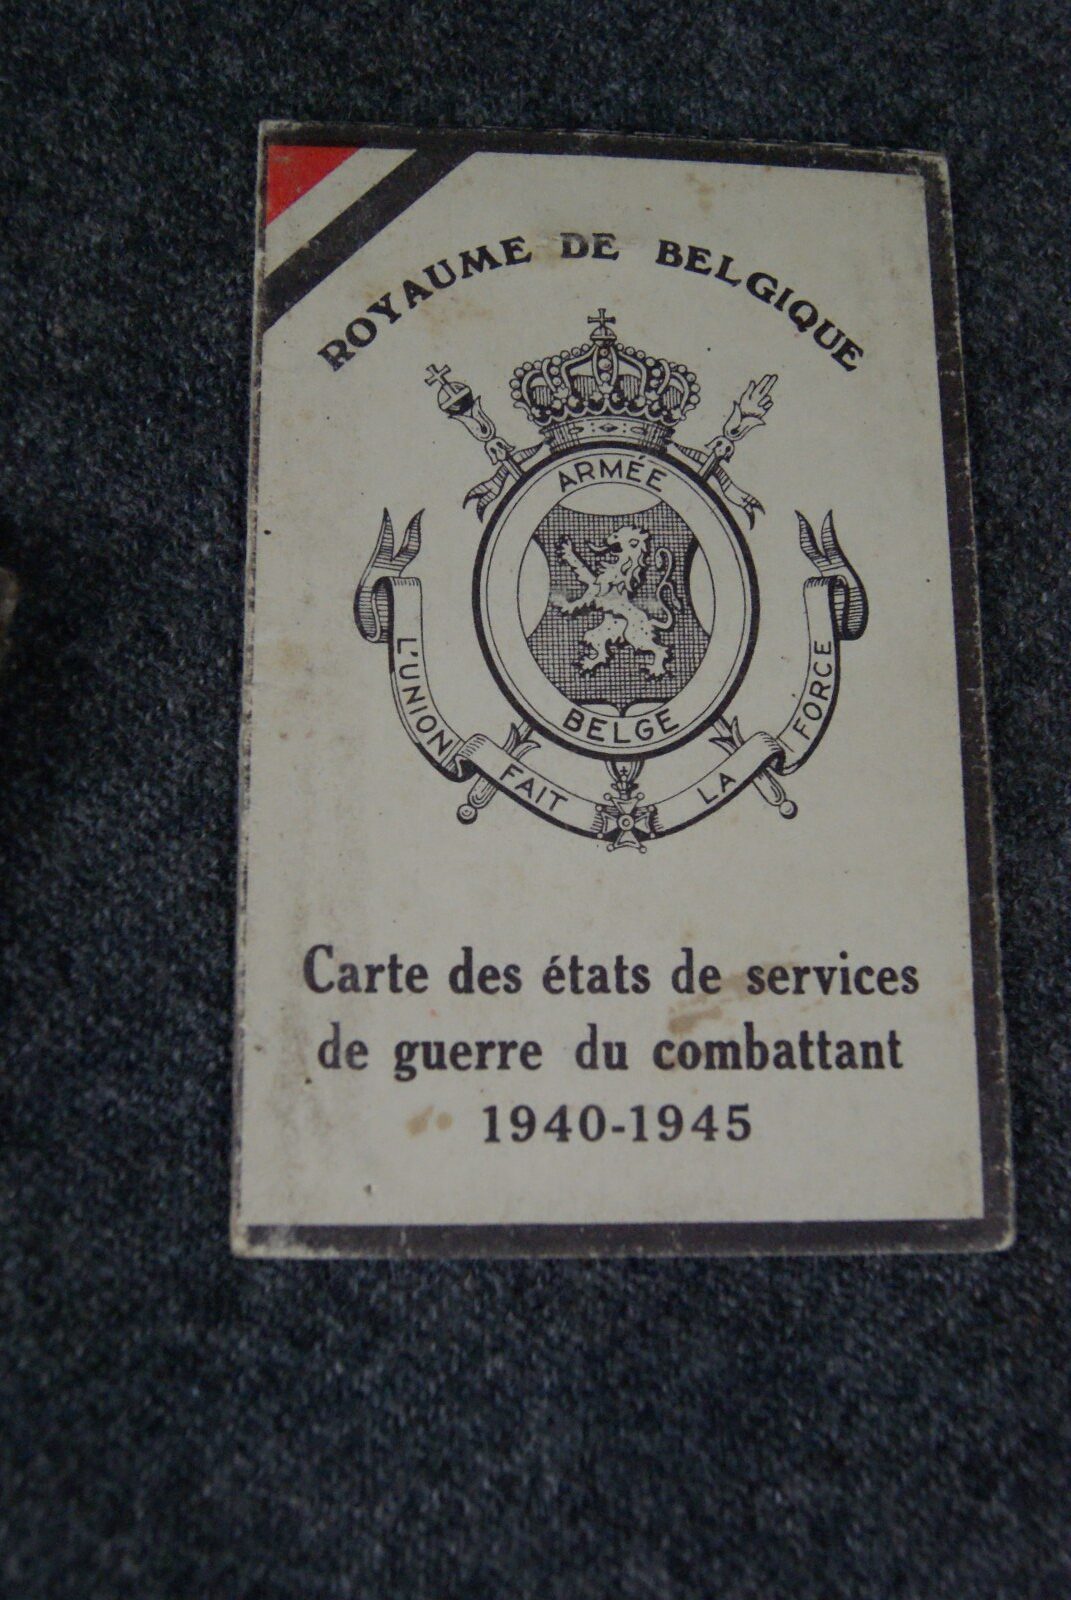 ROYAUME DE BELGIQUE
ARMÉE
BELGE
L'UNION FAIT LA FORCE
Carte des états de services
de guerre du combattant
1940-1945